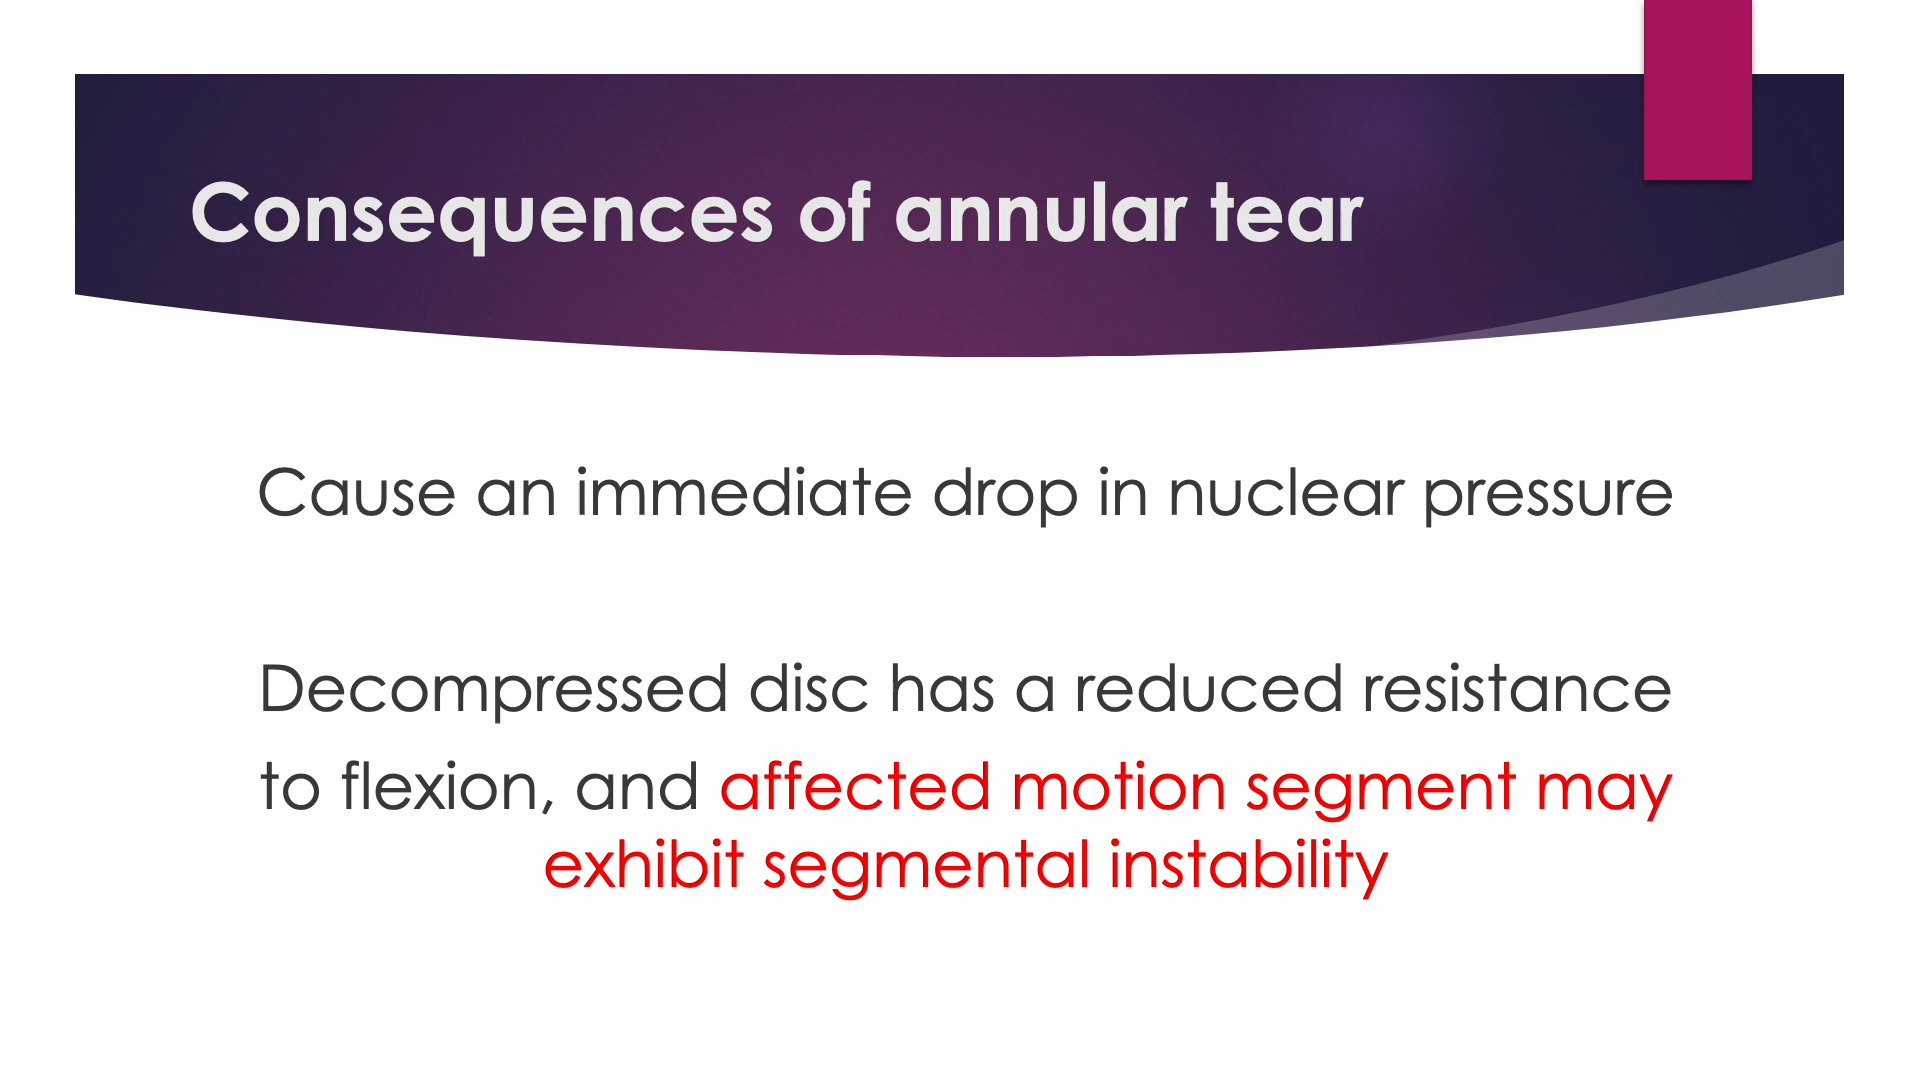 Consequences of annular tear
Cause an immediate drop in nuclear pressure
Decompressed disc has a reduced resistance
to flexion, and affected motion segment may
exhibit segmental instability